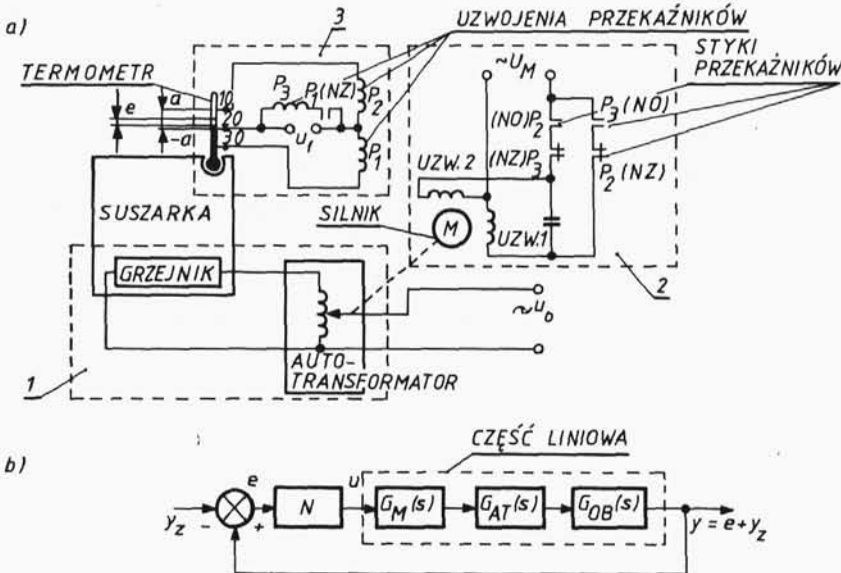 a)
3
UZWOJENIA PRZEKAŹNIKÓW
STYKI
PRZEKAŹNIKÓW
TERMOMETR
e
a
-a
10
20
30
P3
P1(NZ)
P2
u1
P1
~UM
(NO)P2
P3(NO)
(NZ)P3
P2(NZ)
UZW.2
UZW.1
SUSZARKA
SILNIK
M
2
GRZEJNIK
~u0
1
AUTO-
TRANSFORMATOR
b)
CZĘŚĆ LINIOWA
yz
-
+
e
N
u
GM(s)
GAT(s)
GOB(s)
y = e+yz